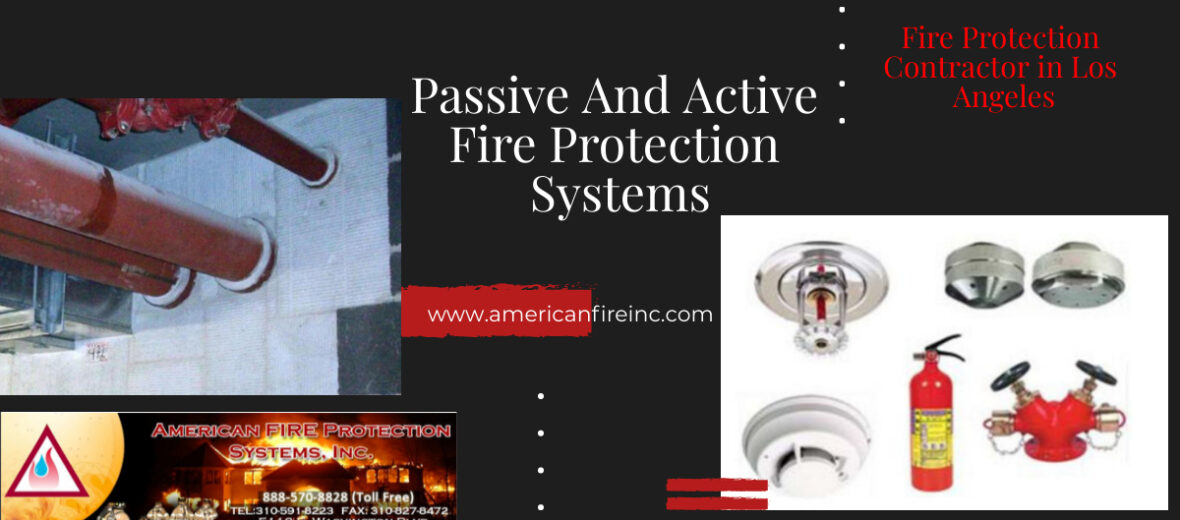 Passive And Active
Fire Protection
Systems
Fire Protection
Contractor in Los
Angeles
www.americanfireinc.com
AMERICAN FIRE PROTECTION
SYSTEMS, INC.
888-570-8828 (Toll Free)
TEL:310-591-8223 FAX: 310-827-8472